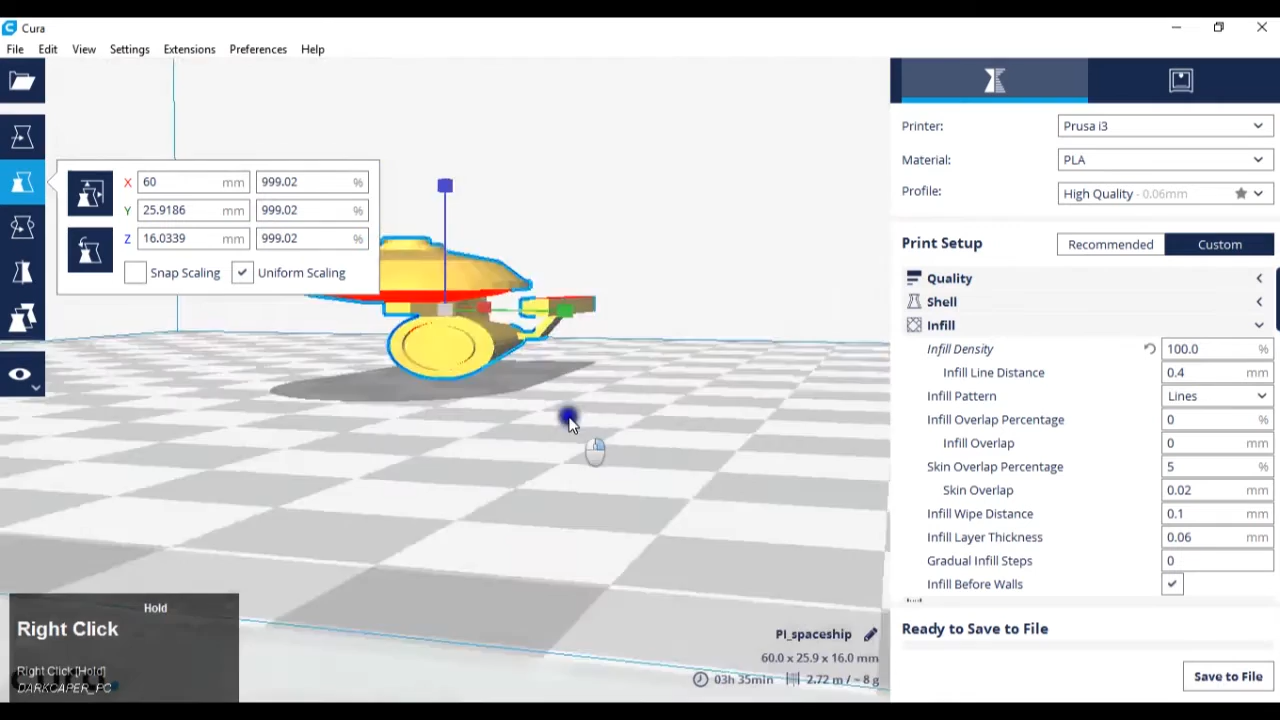 Cura
File Edit View Settings Extensions Preferences Help
Printer: Prusa i3
Material: PLA
Profile: High Quality - 0.06mm
X 60 mm 999.02 %
Y 25.9186 mm 999.02 %
Z 16.0339 mm 999.02 %
Snap Scaling Uniform Scaling
Print Setup Recommended Custom
Quality
Shell
Infill
Infill Density 100.0 %
Infill Line Distance 0.4 mm
Infill Pattern Lines
Infill Overlap Percentage 0 %
Infill Overlap 0 mm
Skin Overlap Percentage 5 %
Skin Overlap 0.02 mm
Infill Wipe Distance 0.1 mm
Infill Layer Thickness 0.06 mm
Gradual Infill Steps 0
Infill Before Walls
Hold
Right Click
Right Click [Hold]
DARKCAPER_PC
PI_spaceship
60.0 x 25.9 x 16.0 mm
03h 35min 2.72 m / ~ 8 g
Ready to Save to File
Save to File